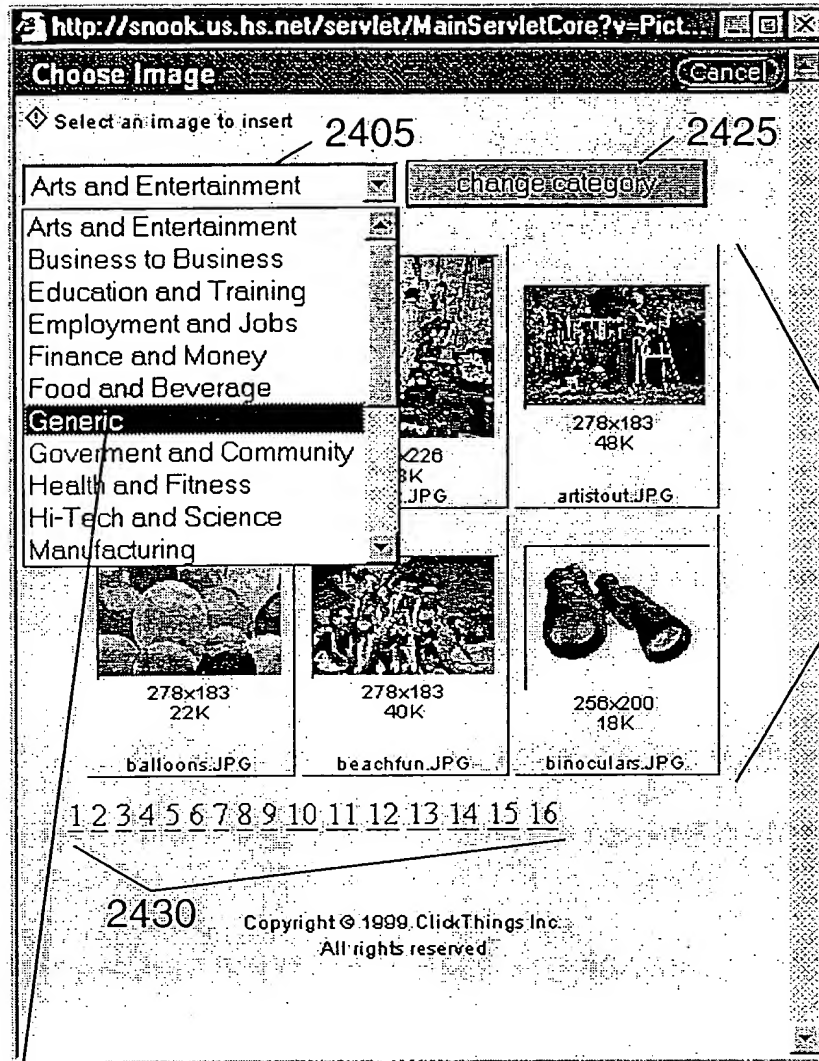 http://snook.us.hs.net/servlet/MainServletCore?v=Pict...
Choose Image
Cancel
Select an image to insert
2405
2425
Arts and Entertainment
change category
Arts and Entertainment
Business to Business
Education and Training
Employment and Jobs
Finance and Money
Food and Beverage
Generic
Goverment and Community
Health and Fitness
Hi-Tech and Science
Manufacturing
x226
.JPG
278x183
48K
artistout.JPG
278x183
22K
balloons.JPG
278x183
40K
beachfun.JPG
256x200
18K
binoculars.JPG
1 2 3 4 5 6 7 8 9 10 11 12 13 14 15 16
2430
Copyright © 1999 ClickThings Inc.
All rights reserved